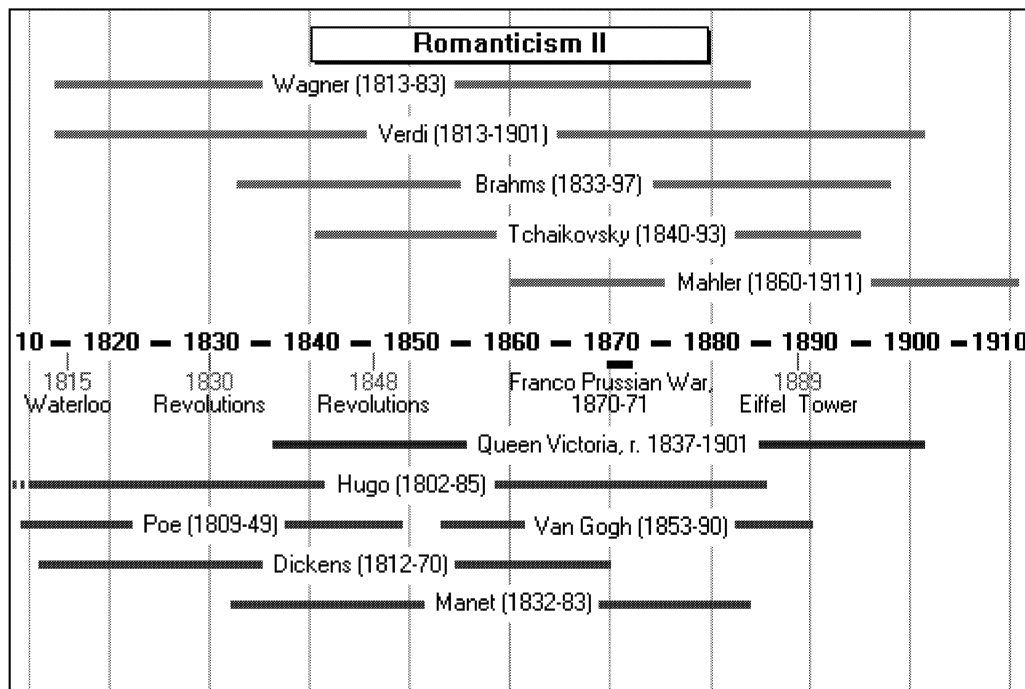 Romanticism II
Wagner (1813-83)
Verdi (1813-1901)
Brahms (1833-97)
Tchaikovsky (1840-93)
Mahler (1860-1911)
10 – 1820 – 1830 – 1840 – 1850 – 1860 – 1870 – 1880 – 1890 – 1900 –1910
1815 1830 1848 Franco Prussian War, 1889
Waterloo Revolutions Revolutions 1870-71 Eiffel Tower
Queen Victoria, r. 1837-1901
Hugo (1802-85)
Poe (1809-49) Van Gogh (1853-90)
Dickens (1812-70)
Manet (1832-83)